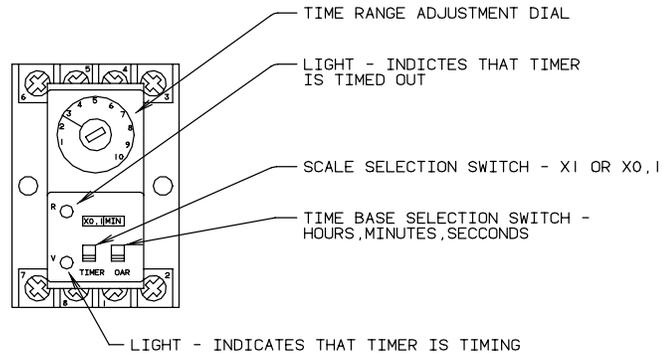 TIME RANGE ADJUSTMENT DIAL
LIGHT - INDICTES THAT TIMER
IS TIMED OUT
SCALE SELECTION SWITCH - X1 OR X0,1
TIME BASE SELECTION SWITCH -
HOURS,MINUTES,SECCONDS
LIGHT - INDICATES THAT TIMER IS TIMING
5 4
6 3
1 2 3 4 5 6 7 8 9 10
R
X0,1 MIN
V
TIMER OAR
7 2
8 1